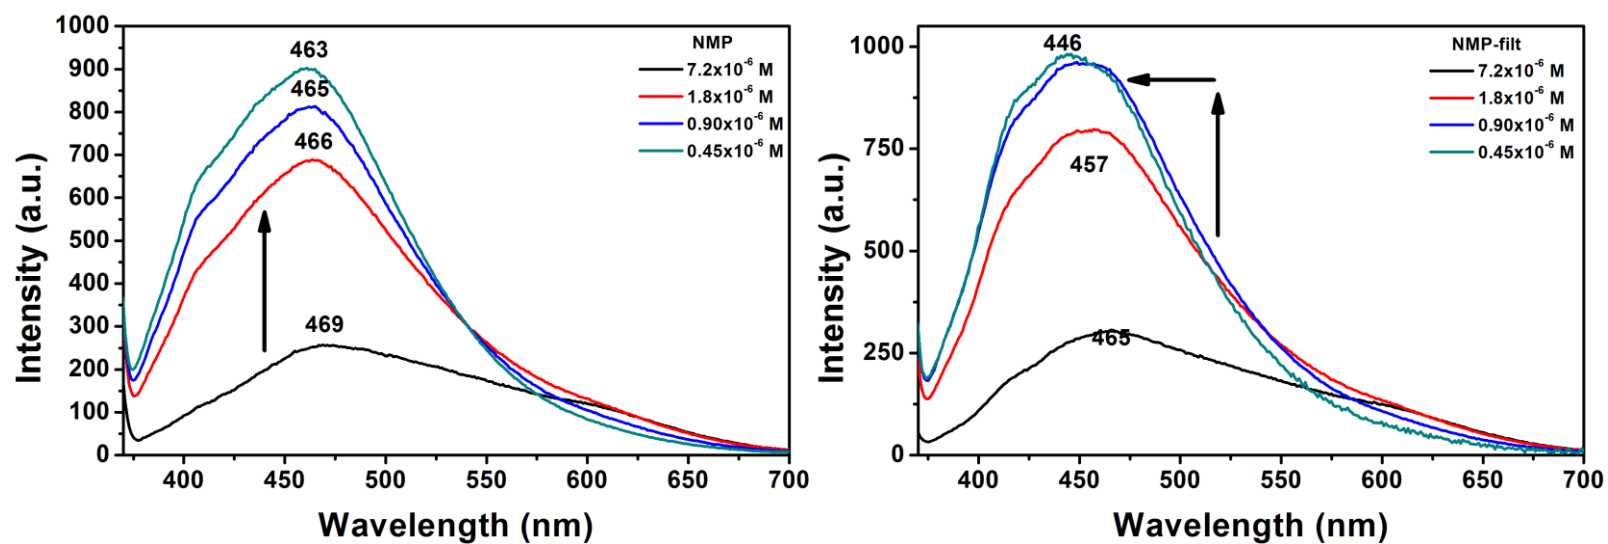 NMP
7.2x10⁻⁶ M
1.8x10⁻⁶ M
0.90x10⁻⁶ M
0.45x10⁻⁶ M
463
465
466
469
1000
900
800
700
600
500
400
300
200
100
0
400 450 500 550 600 650 700
Intensity (a.u.)
Wavelength (nm)
NMP-filt
7.2x10⁻⁶ M
1.8x10⁻⁶ M
0.90x10⁻⁶ M
0.45x10⁻⁶ M
446
457
465
1000
750
500
250
0
400 450 500 550 600 650 700
Intensity (a.u.)
Wavelength (nm)